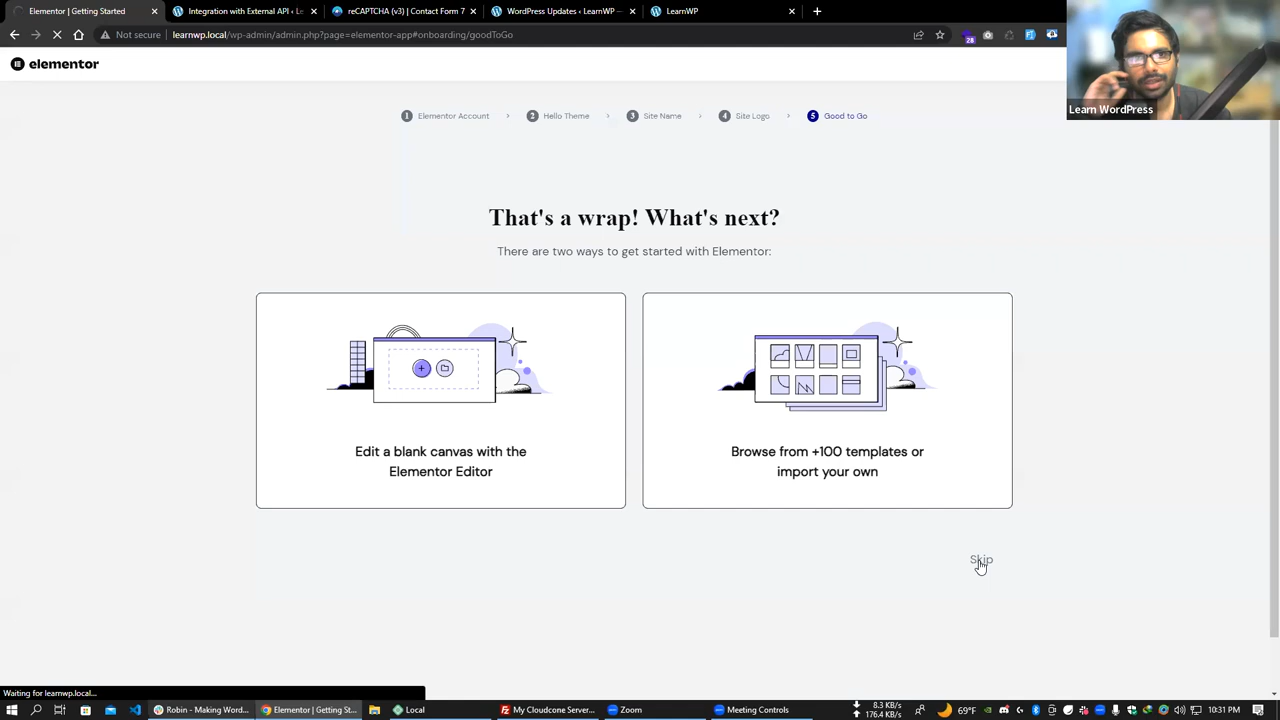 Elementor | Getting Started
Integration with External API ‹ Le
reCAPTCHA (v3) | Contact Form 7
WordPress Updates ‹ LearnWP —
LearnWP
Not secure
learnwp.local/wp-admin/admin.php?page=elementor-app#onboarding/goodToGo
28
elementor
Learn WordPress
1 Elementor Account > 2 Hello Theme > 3 Site Name > 4 Site Logo > 5 Good to Go
That's a wrap! What's next?
There are two ways to get started with Elementor:
Edit a blank canvas with the
Elementor Editor
Browse from +100 templates or
import your own
Skip
Waiting for learnwp.local...
Robin - Making Word...
Elementor | Getting St...
Local
My Cloudcone Server...
Zoom
Meeting Controls
8.3 KB/s
176.4 KB/s
69°F
10:31 PM